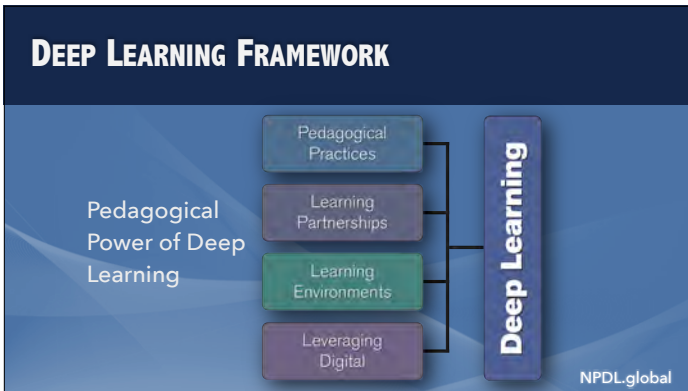 DEEP LEARNING FRAMEWORK
Pedagogical
Power of Deep
Learning
Pedagogical
Practices
Learning
Partnerships
Learning
Environments
Leveraging
Digital
Deep Learning
NPDL.global